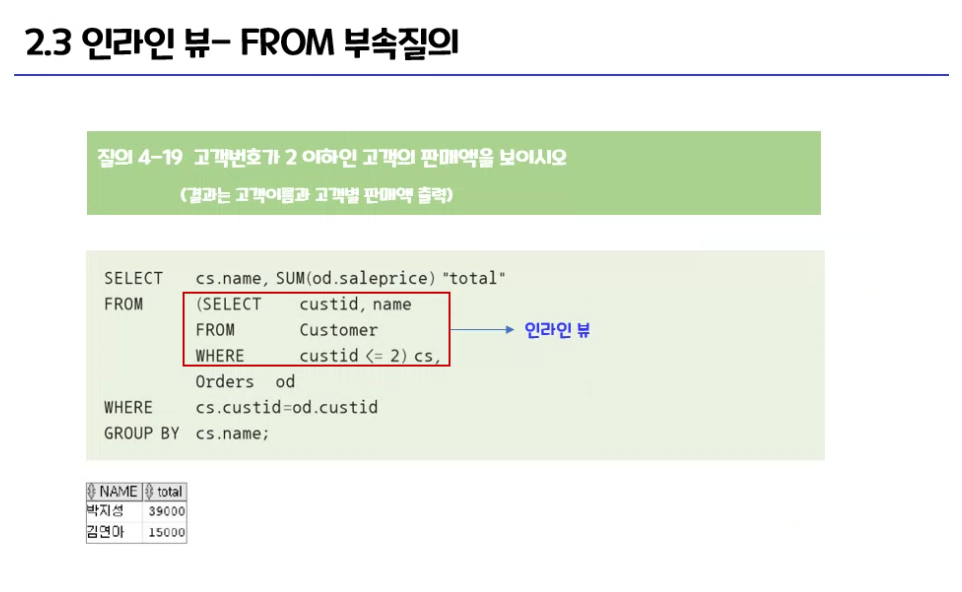 2.3 인라인 뷰- FROM 부속질의
질의 4-19 고객번호가 2 이하인 고객의 판매액을 보이시오
(결과는 고객이름과 고객별 판매액 출력)
SELECT cs.name, SUM(od.saleprice) "total"
FROM (SELECT custid, name
FROM Customer
WHERE custid <= 2) cs,
인라인 뷰
Orders od
WHERE cs.custid=od.custid
GROUP BY cs.name;
NAME total
박지성 39000
김연아 15000